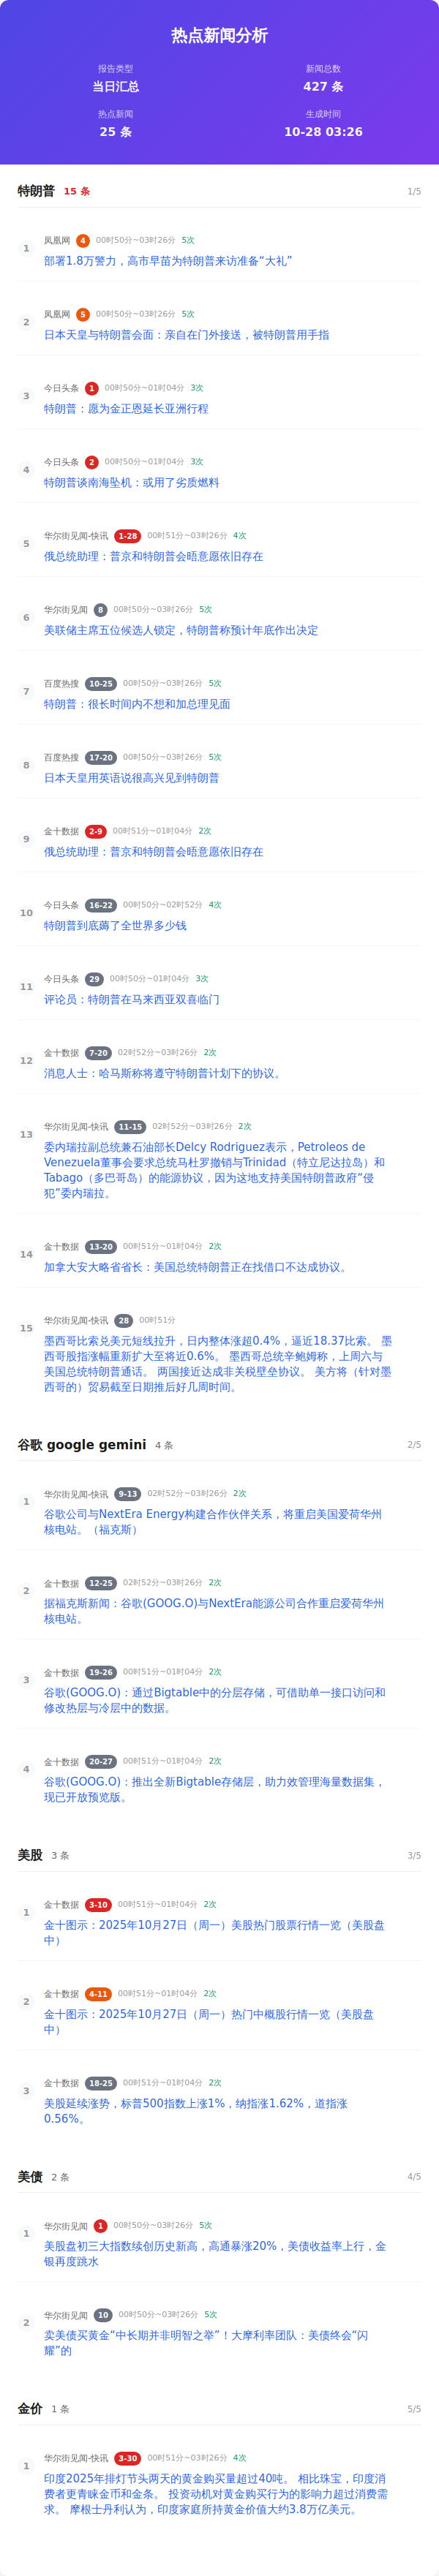 热点新闻分析
报告类型
新闻总数
当日汇总
427 条
热点新闻
生成时间
25 条
10-28 03:26
特朗普 15 条 1/5
1
凤凰网 4 00时50分~03时26分 5次
部署1.8万警力，高市早苗为特朗普来访准备“大礼”
2
凤凰网 5 00时50分~03时26分 5次
日本天皇与特朗普会面：亲自在门外接送，被特朗普用手指
3
今日头条 1 00时50分~01时04分 3次
特朗普：愿为金正恩延长亚洲行程
4
今日头条 2 00时50分~01时04分 3次
特朗普谈南海坠机：或用了劣质燃料
5
华尔街见闻-快讯 1-28 00时51分~03时26分 4次
俄总统助理：普京和特朗普会晤意愿依旧存在
6
华尔街见闻 8 00时50分~03时26分 5次
美联储主席五位候选人锁定，特朗普称预计年底作出决定
7
百度热搜 10-25 00时50分~03时26分 5次
特朗普：很长时间内不想和加总理见面
8
百度热搜 17-20 00时50分~03时26分 5次
日本天皇用英语说很高兴见到特朗普
9
金十数据 2-9 00时51分~01时04分 2次
俄总统助理：普京和特朗普会晤意愿依旧存在
10
今日头条 16-22 00时50分~02时52分 4次
特朗普到底薅了全世界多少钱
11
今日头条 29 00时50分~01时04分 3次
评论员：特朗普在马来西亚双喜临门
12
金十数据 7-20 02时52分~03时26分 2次
消息人士：哈马斯称将遵守特朗普计划下的协议。
13
华尔街见闻-快讯 11-15 02时52分~03时26分 2次
委内瑞拉副总统兼石油部长Delcy Rodriguez表示，Petroleos de
Venezuela董事会要求总统马杜罗撤销与Trinidad（特立尼达拉岛）和
Tabago（多巴哥岛）的能源协议，因为这地支持美国特朗普政府“侵
犯”委内瑞拉。
14
金十数据 13-20 00时51分~01时04分 2次
加拿大安大略省省长：美国总统特朗普正在找借口不达成协议。
15
华尔街见闻-快讯 28 00时51分
墨西哥比索兑美元短线拉升，日内整体涨超0.4%，逼近18.37比索。 墨
西哥股指涨幅重新扩大至将近0.6%。 墨西哥总统辛鲍姆称，上周六与
美国总统特朗普通话。 两国接近达成非关税壁垒协议。 美方将（针对墨
西哥的）贸易截至日期推后好几周时间。
谷歌 google gemini 4 条 2/5
1
华尔街见闻-快讯 9-13 02时52分~03时26分 2次
谷歌公司与NextEra Energy构建合作伙伴关系，将重启美国爱荷华州
核电站。（福克斯）
2
金十数据 12-25 02时52分~03时26分 2次
据福克斯新闻：谷歌(GOOG.O)与NextEra能源公司合作重启爱荷华州
核电站。
3
金十数据 19-26 00时51分~01时04分 2次
谷歌(GOOG.O)：通过Bigtable中的分层存储，可借助单一接口访问和
修改热层与冷层中的数据。
4
金十数据 20-27 00时51分~01时04分 2次
谷歌(GOOG.O)：推出全新Bigtable存储层，助力效管理海量数据集，
现已开放预览版。
美股 3 条 3/5
1
金十数据 3-10 00时51分~01时04分 2次
金十图示：2025年10月27日（周一）美股热门股票行情一览（美股盘
中）
2
金十数据 4-11 00时51分~01时04分 2次
金十图示：2025年10月27日（周一）热门中概股行情一览（美股盘
中）
3
金十数据 18-25 00时51分~01时04分 2次
美股延续涨势，标普500指数上涨1%，纳指涨1.62%，道指涨
0.56%。
美债 2 条 4/5
1
华尔街见闻 1 00时50分~03时26分 5次
美股盘初三大指数续创历史新高，高通暴涨20%，美债收益率上行，金
银再度跳水
2
华尔街见闻 10 00时50分~03时26分 5次
卖美债买黄金“中长期并非明智之举”！大摩利率团队：美债终会“闪
耀”的
金价 1 条 5/5
1
华尔街见闻-快讯 3-30 00时51分~03时26分 4次
印度2025年排灯节头两天的黄金购买量超过40吨。 相比珠宝，印度消
费者更青睐金币和金条。 投资动机对黄金购买行为的影响力超过消费需
求。 摩根士丹利认为，印度家庭所持黄金价值大约3.8万亿美元。